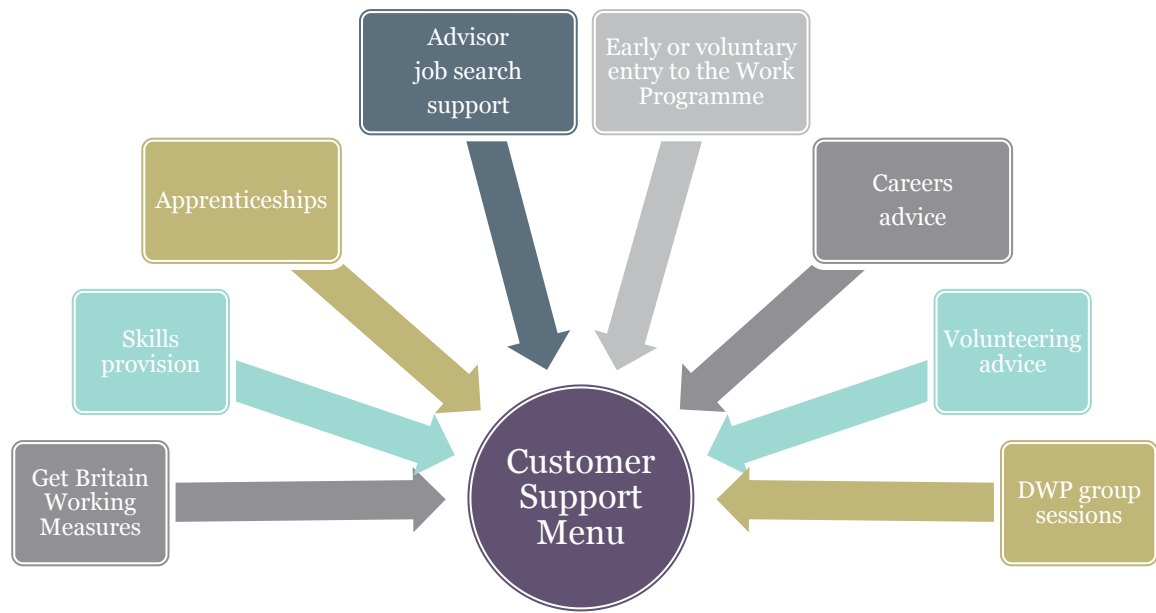 Advisor
job search
support
Early or voluntary
entry to the Work
Programme
Apprenticeships
Careers
advice
Skills
provision
Volunteering
advice
Get Britain
Working
Measures
Customer
Support
Menu
DWP group
sessions